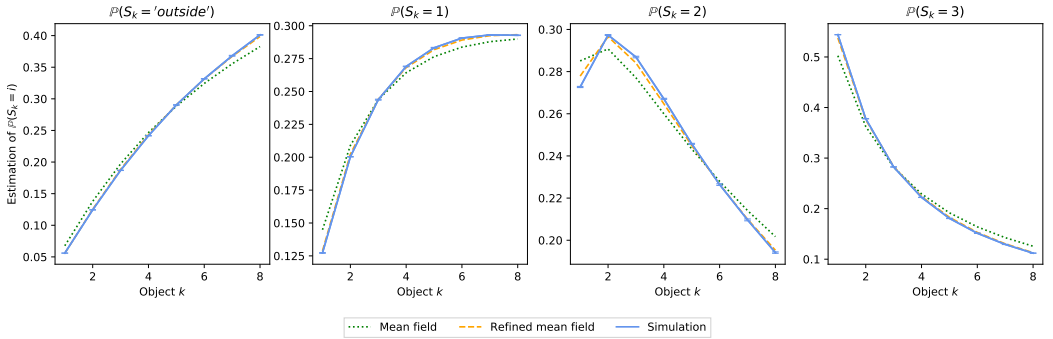 ℙ(S_k = 'outside')
ℙ(S_k = 1)
ℙ(S_k = 2)
ℙ(S_k = 3)
Estimation of ℙ(S_k = i)
0.40
0.35
0.30
0.25
0.20
0.15
0.10
0.05
2 4 6 8
Object k
0.300
0.275
0.250
0.225
0.200
0.175
0.150
0.125
2 4 6 8
Object k
0.30
0.28
0.26
0.24
0.22
0.20
2 4 6 8
Object k
0.5
0.4
0.3
0.2
0.1
2 4 6 8
Object k
Mean field Refined mean field Simulation